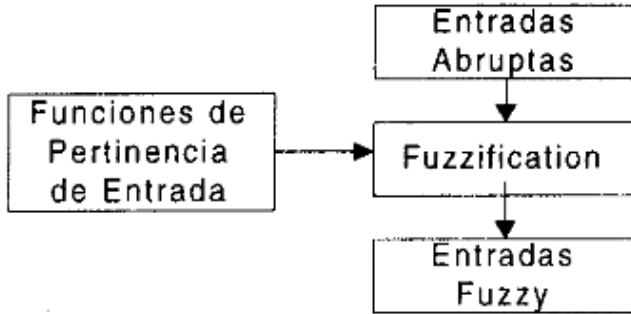 Entradas
Abruptas
Funciones de
Pertinencia
de Entrada
Fuzzification
Entradas
Fuzzy